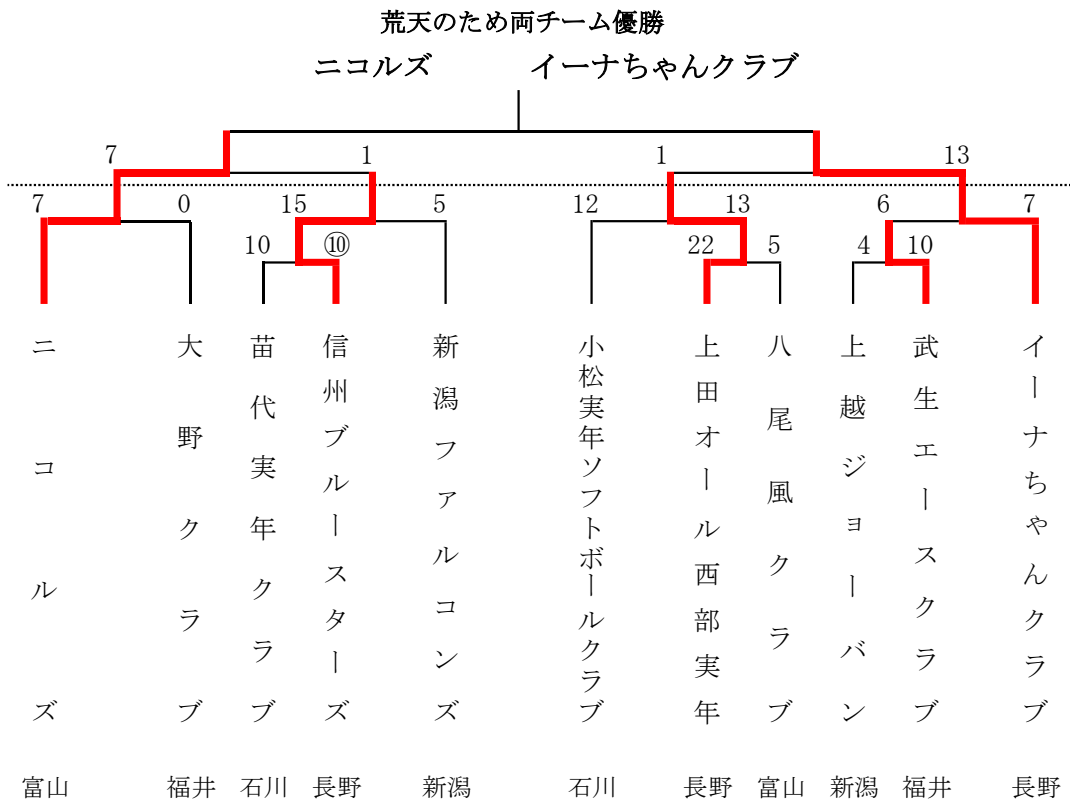 荒天のため両チーム優勝
ニコルズ イーナちゃんクラブ
7 1 1 13
7 0 15 5 12 13 6 7
10 ⑩ 22 5 4 10
ニコルズ
大野クラブ
苗代実年クラブ
信州ブルースターズ
新潟ファルコンズ
小松実年ソフトボールクラブ
上田オール西部実年
八尾風クラブ
上越ジョーバン
武生エースクラブ
イーナちゃんクラブ
富山 福井 石川 長野 新潟 石川 長野 富山 新潟 福井 長野